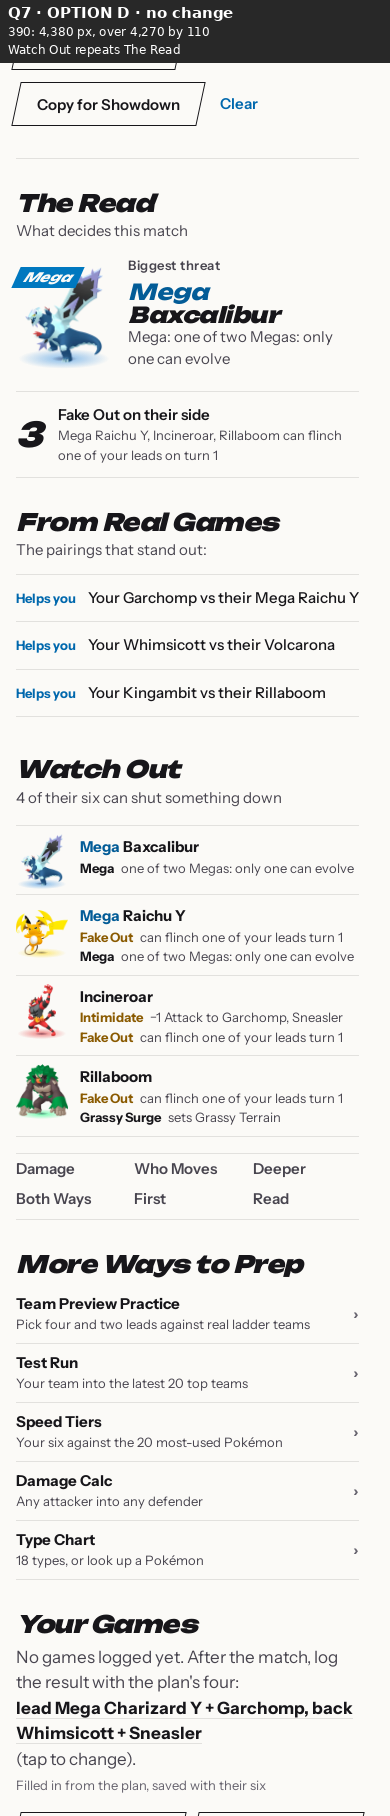 Q7 · OPTION D · no change
390: 4,380 px, over 4,270 by 110
Watch Out repeats The Read
Copy for Showdown
Clear
The Read
What decides this match
Mega
Biggest threat
Mega
Baxcalibur
Mega: one of two Megas: only
one can evolve
3
Fake Out on their side
Mega Raichu Y, Incineroar, Rillaboom can flinch
one of your leads on turn 1
From Real Games
The pairings that stand out:
Helps you Your Garchomp vs their Mega Raichu Y
Helps you Your Whimsicott vs their Volcarona
Helps you Your Kingambit vs their Rillaboom
Watch Out
4 of their six can shut something down
Mega Baxcalibur
Mega one of two Megas: only one can evolve
Mega Raichu Y
Fake Out can flinch one of your leads turn 1
Mega one of two Megas: only one can evolve
Incineroar
Intimidate −1 Attack to Garchomp, Sneasler
Fake Out can flinch one of your leads turn 1
Rillaboom
Fake Out can flinch one of your leads turn 1
Grassy Surge sets Grassy Terrain
Damage
Both Ways
Who Moves
First
Deeper
Read
More Ways to Prep
Team Preview Practice
Pick four and two leads against real ladder teams
›
Test Run
Your team into the latest 20 top teams
›
Speed Tiers
Your six against the 20 most-used Pokémon
›
Damage Calc
Any attacker into any defender
›
Type Chart
18 types, or look up a Pokémon
›
Your Games
No games logged yet. After the match, log
the result with the plan's four:
lead Mega Charizard Y + Garchomp, back
Whimsicott + Sneasler
(tap to change).
Filled in from the plan, saved with their six